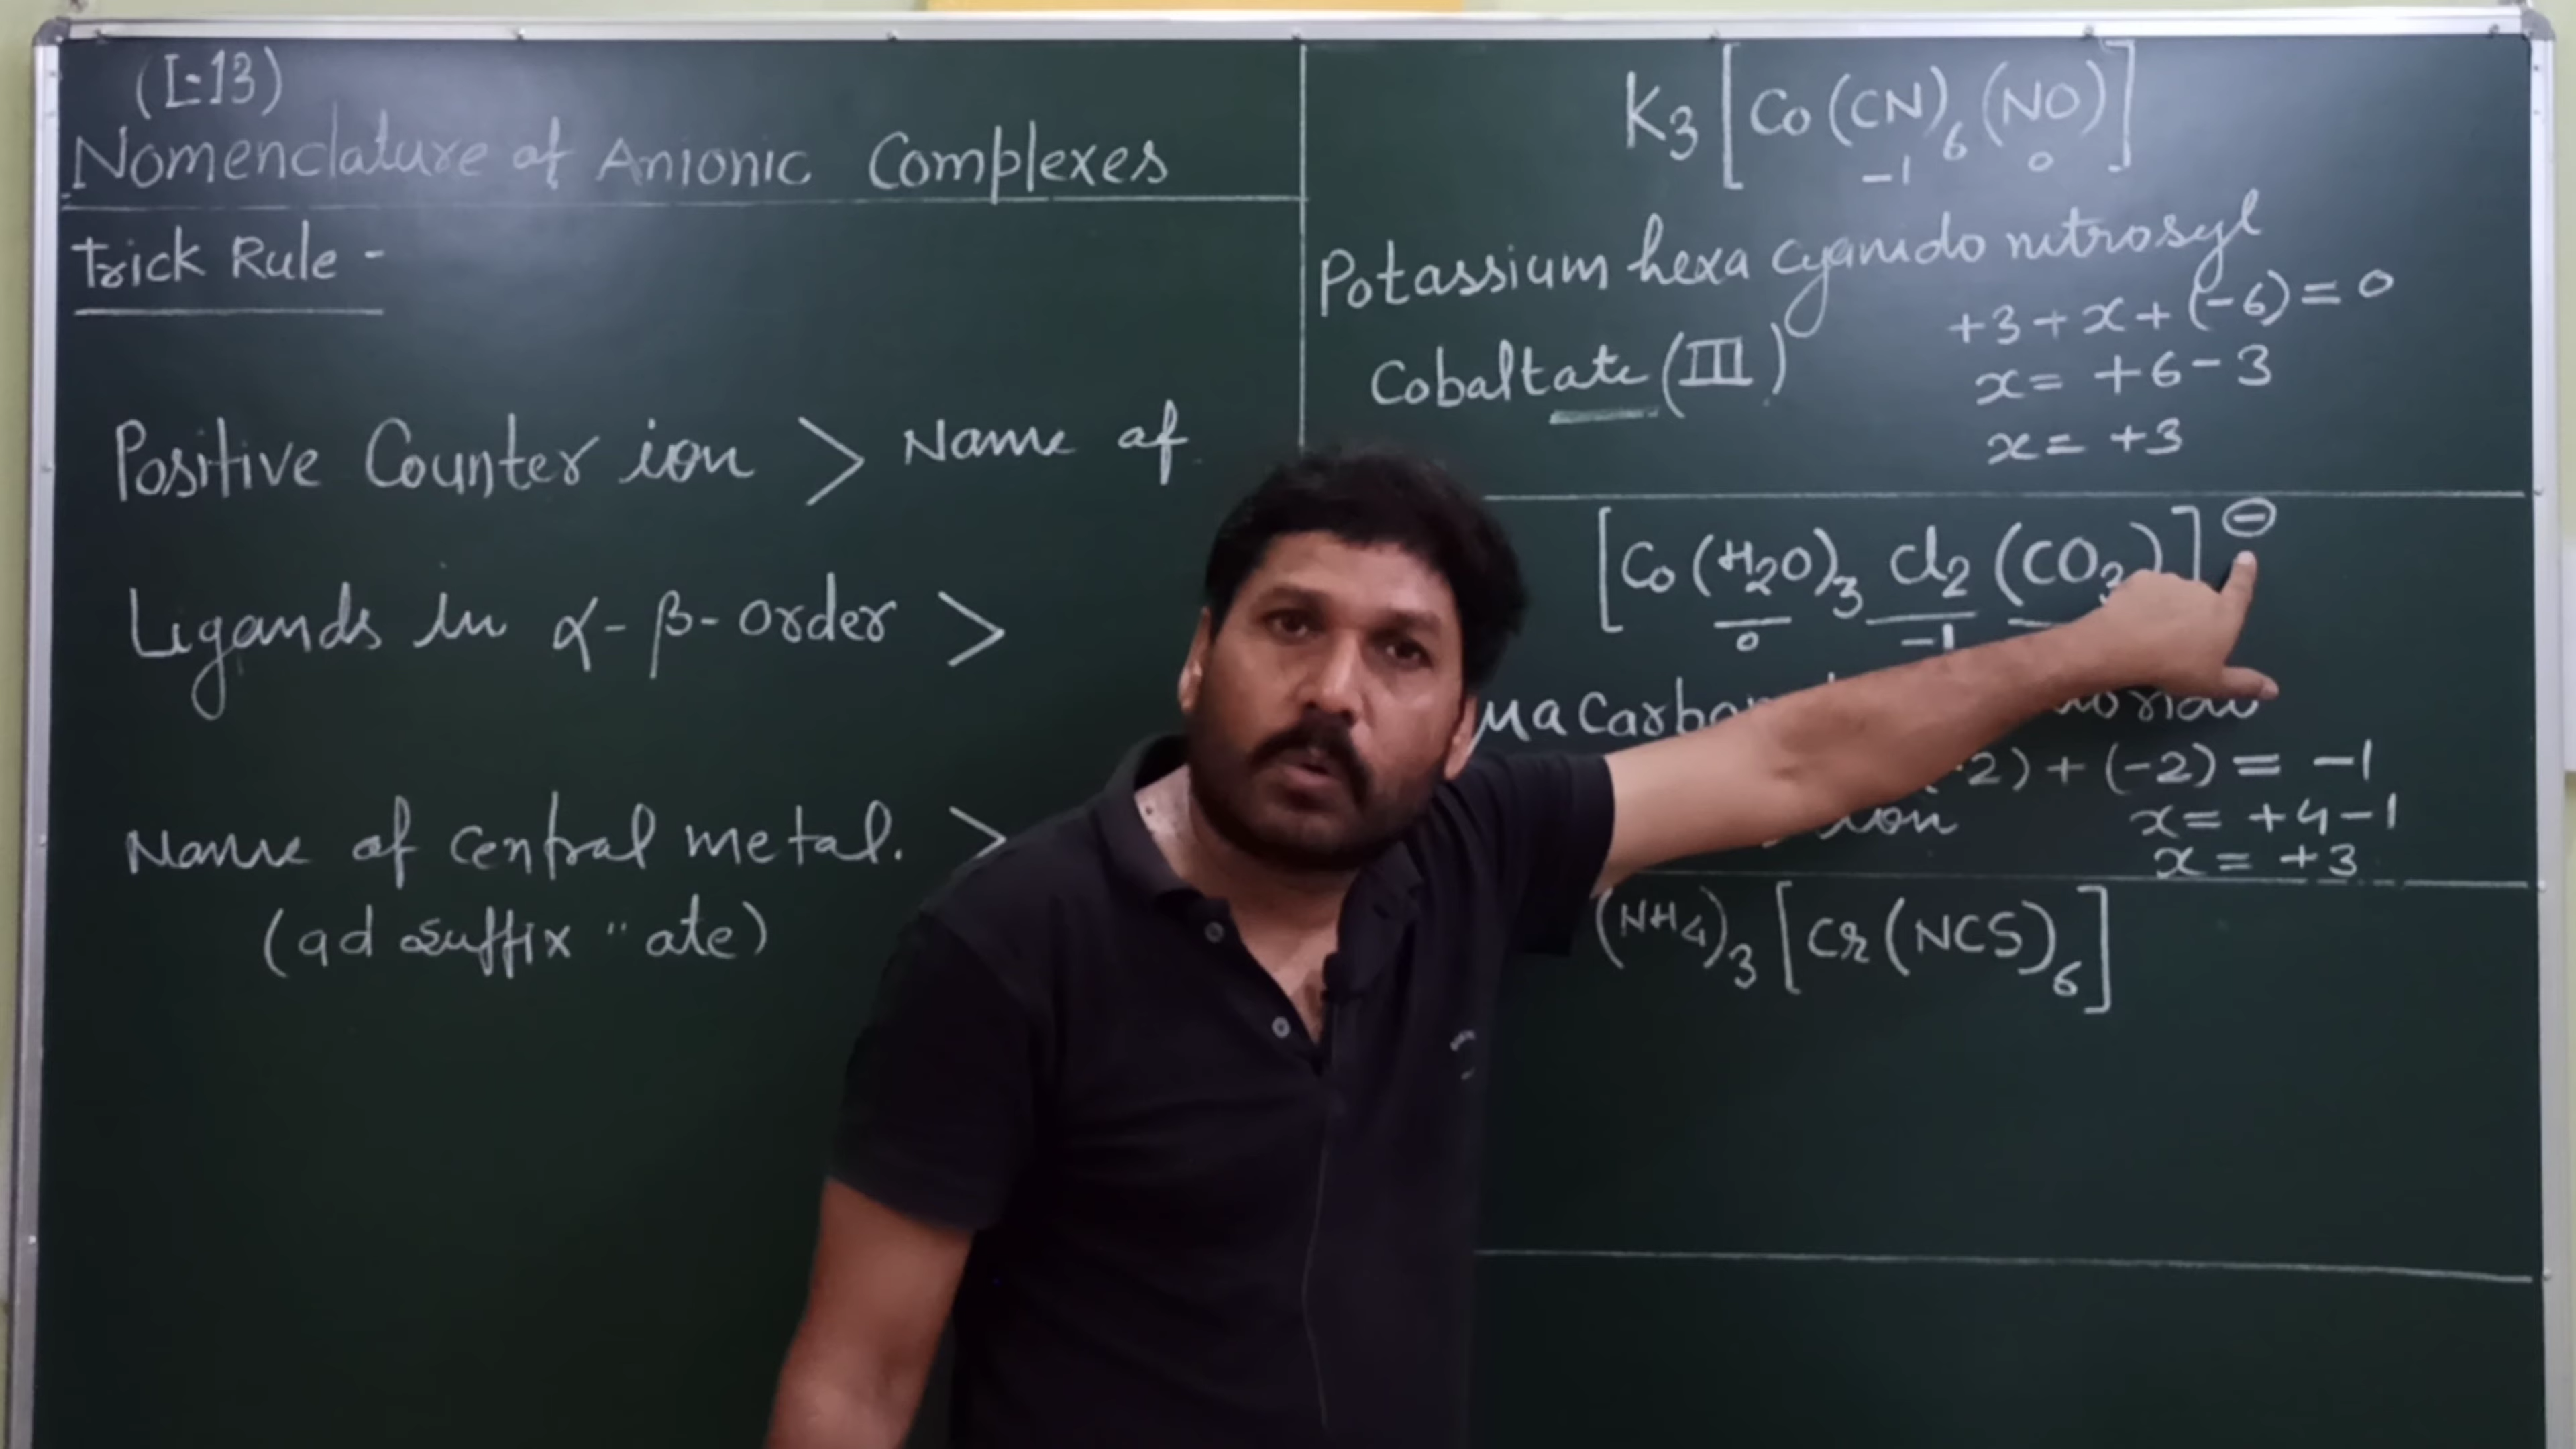 (L-13)
Nomenclature of Anionic Complexes
Trick Rule -
Positive Counter ion > Name of
Ligands in α-β-order >
Name of central metal. >
(ad suffix " ate)
K3 [Co (CN)6 (NO)]
-1 0
Potassium hexa cyanido nitrosyl
Cobaltate (III)
+3 + x + (-6) = 0
x = +6 - 3
x = +3
[Co (H2O)3 Cl2 (CO3)]⊖
0 -1
-2) + (-2) = -1
ion
x = +4 - 1
x = +3
(NH4)3 [Cr (NCS)6]